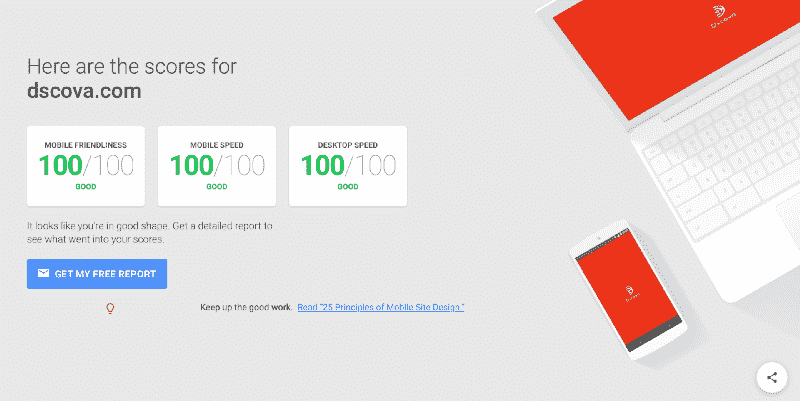 Here are the scores for
dscova.com
MOBILE FRIENDLINESS
100/100
GOOD
MOBILE SPEED
100/100
GOOD
DESKTOP SPEED
100/100
GOOD
It looks like you're in good shape. Get a detailed report to
see what went into your scores.
GET MY FREE REPORT
Keep up the good work. Read "25 Principles of Mobile Site Design."